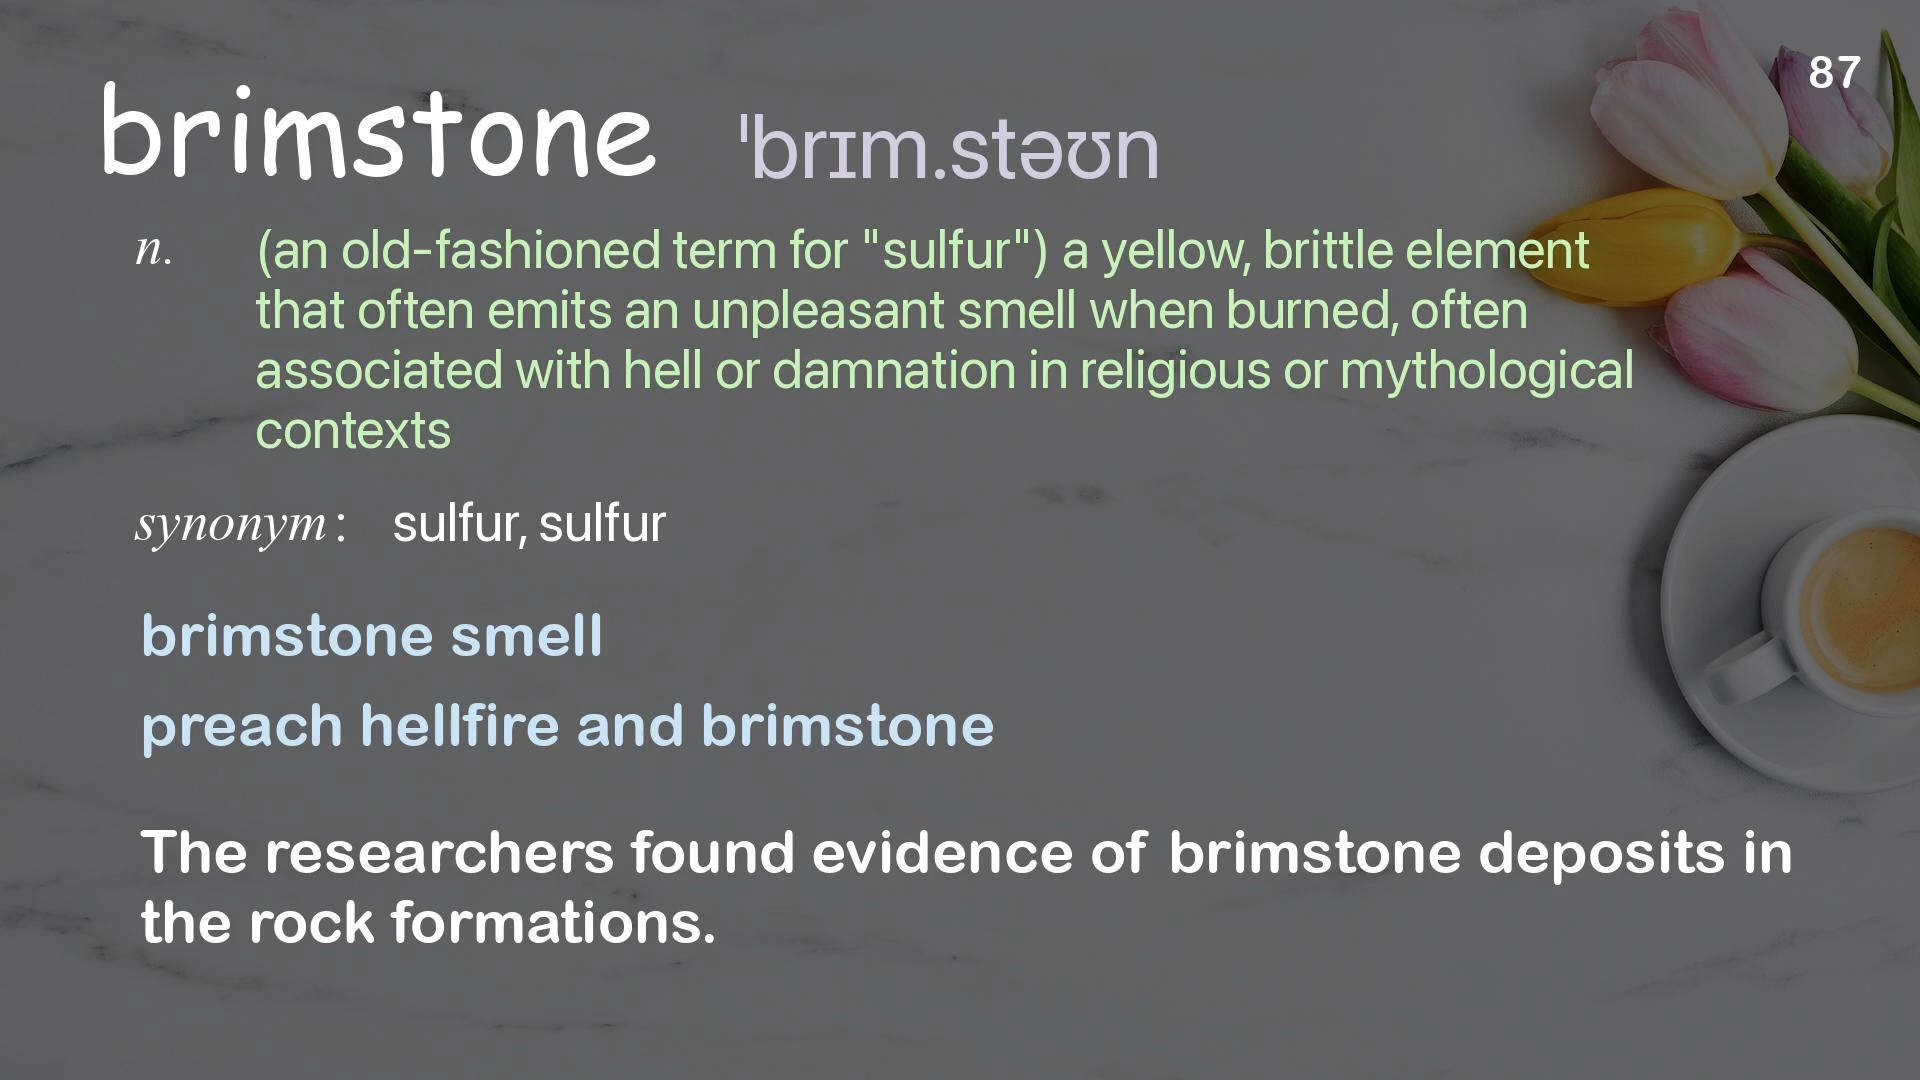 87
brimstone ˈbrɪm.stəʊn
n. (an old-fashioned term for "sulfur") a yellow, brittle element
that often emits an unpleasant smell when burned, often
associated with hell or damnation in religious or mythological
contexts
synonym: sulfur, sulfur
brimstone smell
preach hellfire and brimstone
The researchers found evidence of brimstone deposits in
the rock formations.